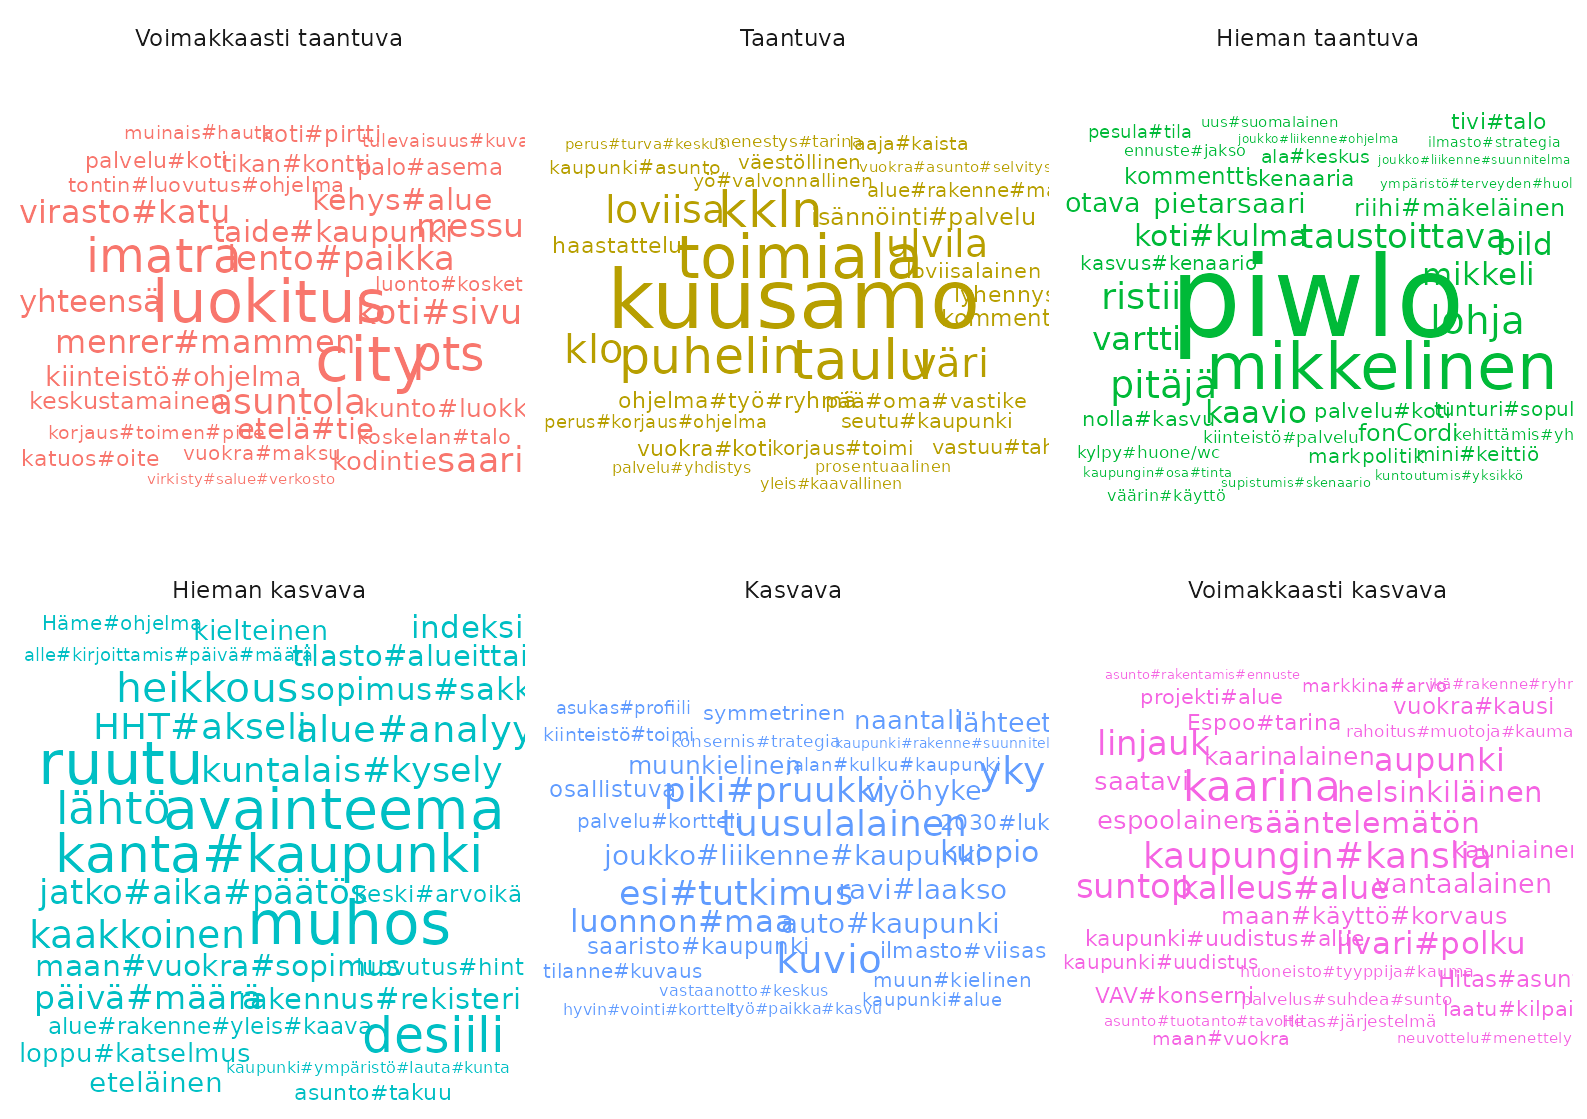 Voimakkaasti taantuva
muinais#hauta
koti#pirtti
tulevaisuus#kuva
palvelu#koti
tikan#kontti
palo#asema
tontin#luovutus#ohjelma
kehys#alue
virasto#katu
taide#kaupunki
messu
imatra
lento#paikka
luonto#kosket
yhteensä
luokitus
koti#sivu
menrer#mammen
city
pts
kiinteistö#ohjelma
keskustamainen
asuntola
kunto#luokk
korjaus#toimen#pide
etelä#tie
koskelan#talo
katuos#oite
vuokra#maksu
kodintie
saari
virkisty#salue#verkosto
Taantuva
perus#turva#keskus
menestys#tarina
laaja#kaista
kaupunki#asunto
väestöllinen
vuokra#asunto#selvitys
yö#valvonnallinen
alue#rakenne#ma
loviisa
kkln
isännöinti#palvelu
haastattelu
toimiala
ulvila
loviisalainen
kuusamo
lyhennys
komment
klo
puhelin
taulu
väri
ohjelma#työ#ryhmä
pää#oma#vastike
perus#korjaus#ohjelma
seutu#kaupunki
vuokra#koti
korjaus#toimi
vastuu#tah
palvelu#yhdistys
prosentuaalinen
yleis#kaavallinen
Hieman taantuva
uus#suomalainen
tivi#talo
pesula#tila
joukko#liikenne#ohjelma
ilmasto#strategia
ennuste#jakso
ala#keskus
joukko#liikenne#suunnitelma
kommentti
skenaaria
ympäristö#terveyden#huol
otava
pietarsaari
riihi#mäkeläinen
koti#kulma
taustoittava
bild
kasvus#kenaario
mikkeli
ristii
piwlo
lohja
vartti
mikkelinen
pitäjä
nolla#kasvu
kaavio
palvelu#koti
tunturi#sopul
kiinteistö#palvelu
fonCordi
kehittämis#yh
kylpy#huone/wc
markpolitik
mini#keittiö
kaupungin#osa#tinta
supistumis#skenaario
kuntoutumis#yksikkö
väärin#käyttö
Hieman kasvava
Häme#ohjelma
kielteinen
indeksi
alle#kirjoittamis#päivä#määrä
tilasto#alueittai
heikkous
sopimus#sakk
HHT#akseli
alue#analyy
ruutu
kuntalais#kysely
lähtö
avainteema
kanta#kaupunki
jatko#aika#päätös
keski#arvoikä
kaakkoinen
muhos
maan#vuokra#sopimus
luovutus#hint
päivä#määrä
rakennus#rekisteri
alue#rakenne#yleis#kaava
desiili
loppu#katselmus
kaupunki#ympäristö#lauta#kunta
eteläinen
asunto#takuu
Kasvava
asukas#profiili
symmetrinen
naantali
lähteet
kiinteistö#toimi
konsernis#trategia
kaupunki#rakenne#suunnitel
muunkielinen
jalan#kulku#kaupunki
yky
osallistuva
piki#pruukki
vyöhyke
palvelu#kortteli
tuusulalainen
2030#luk
joukko#liikenne#kaupunki
kuopio
esi#tutkimus
ravi#laakso
luonnon#maa
auto#kaupunki
saaristo#kaupunki
kuvio
ilmasto#viisas
tilanne#kuvaus
muun#kielinen
vastaanotto#keskus
kaupunki#alue
hyvin#vointi#kortteli
työ#paikka#kasvu
Voimakkaasti kasvava
asunto#rakentamis#ennuste
markkina#arvo
ikä#rakenne#ryhr
projekti#alue
vuokra#kausi
Espoo#tarina
rahoitus#muotoja#kauma
linjauk
kaarinalainen
aupunki
saatavi
kaarina
helsinkiläinen
espoolainen
sääntelemätön
kaupungin#kanslia
kauniainen
suntop
kalleus#alue
vantaalainen
maan#käyttö#korvaus
kaupunki#uudistus#alue
iivari#polku
kaupunki#uudistus
huoneisto#tyyppija#kauma
Hitas#asun
VAV#konserni
palvelus#suhdea#sunto
laatu#kilpai
asunto#tuotanto#tavoite
Hitas#järjestelmä
maan#vuokra
neuvottelu#menettely